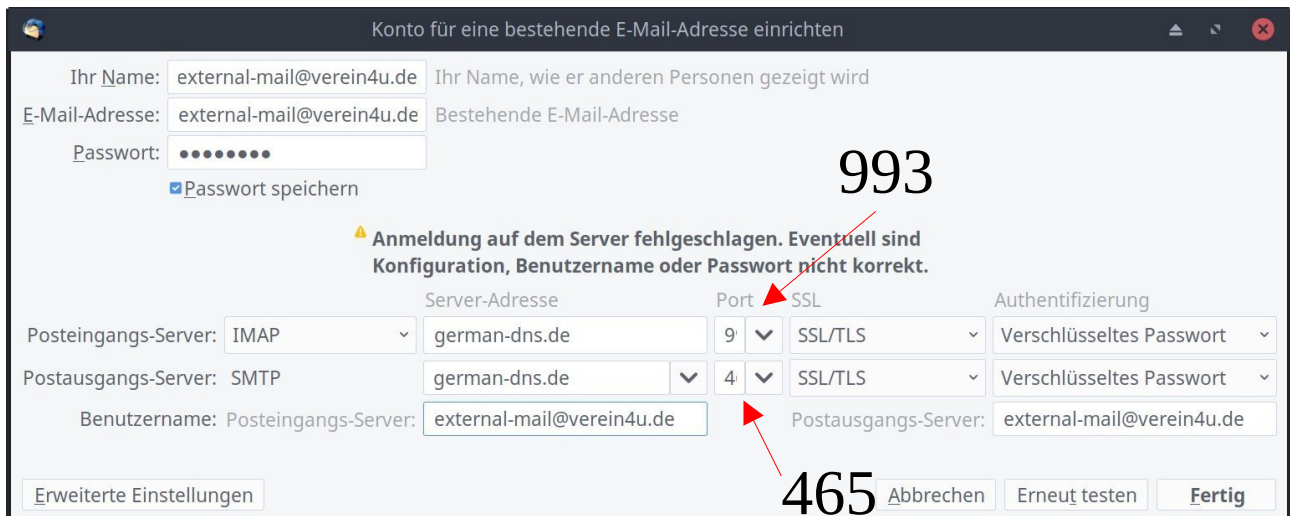 Konto für eine bestehende E-Mail-Adresse einrichten
Ihr Name: external-mail@verein4u.de Ihr Name, wie er anderen Personen gezeigt wird
E-Mail-Adresse: external-mail@verein4u.de Bestehende E-Mail-Adresse
Passwort: ●●●●●●●●
Passwort speichern
993
Anmeldung auf dem Server fehlgeschlagen. Eventuell sind
Konfiguration, Benutzername oder Passwort nicht korrekt.
Server-Adresse Port SSL Authentifizierung
Posteingangs-Server: IMAP german-dns.de 9 SSL/TLS Verschlüsseltes Passwort
Postausgangs-Server: SMTP german-dns.de 4 SSL/TLS Verschlüsseltes Passwort
Benutzername: Posteingangs-Server: external-mail@verein4u.de Postausgangs-Server: external-mail@verein4u.de
465
Erweiterte Einstellungen Abbrechen Erneut testen Fertig